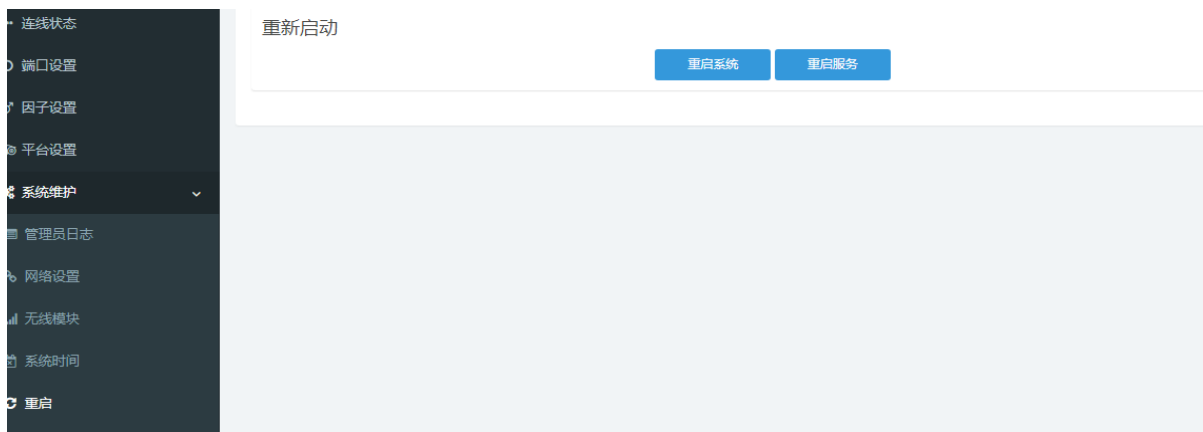 连线状态
端口设置
因子设置
平台设置
系统维护
管理员日志
网络设置
无线模块
系统时间
重启
重新启动
重启系统 重启服务